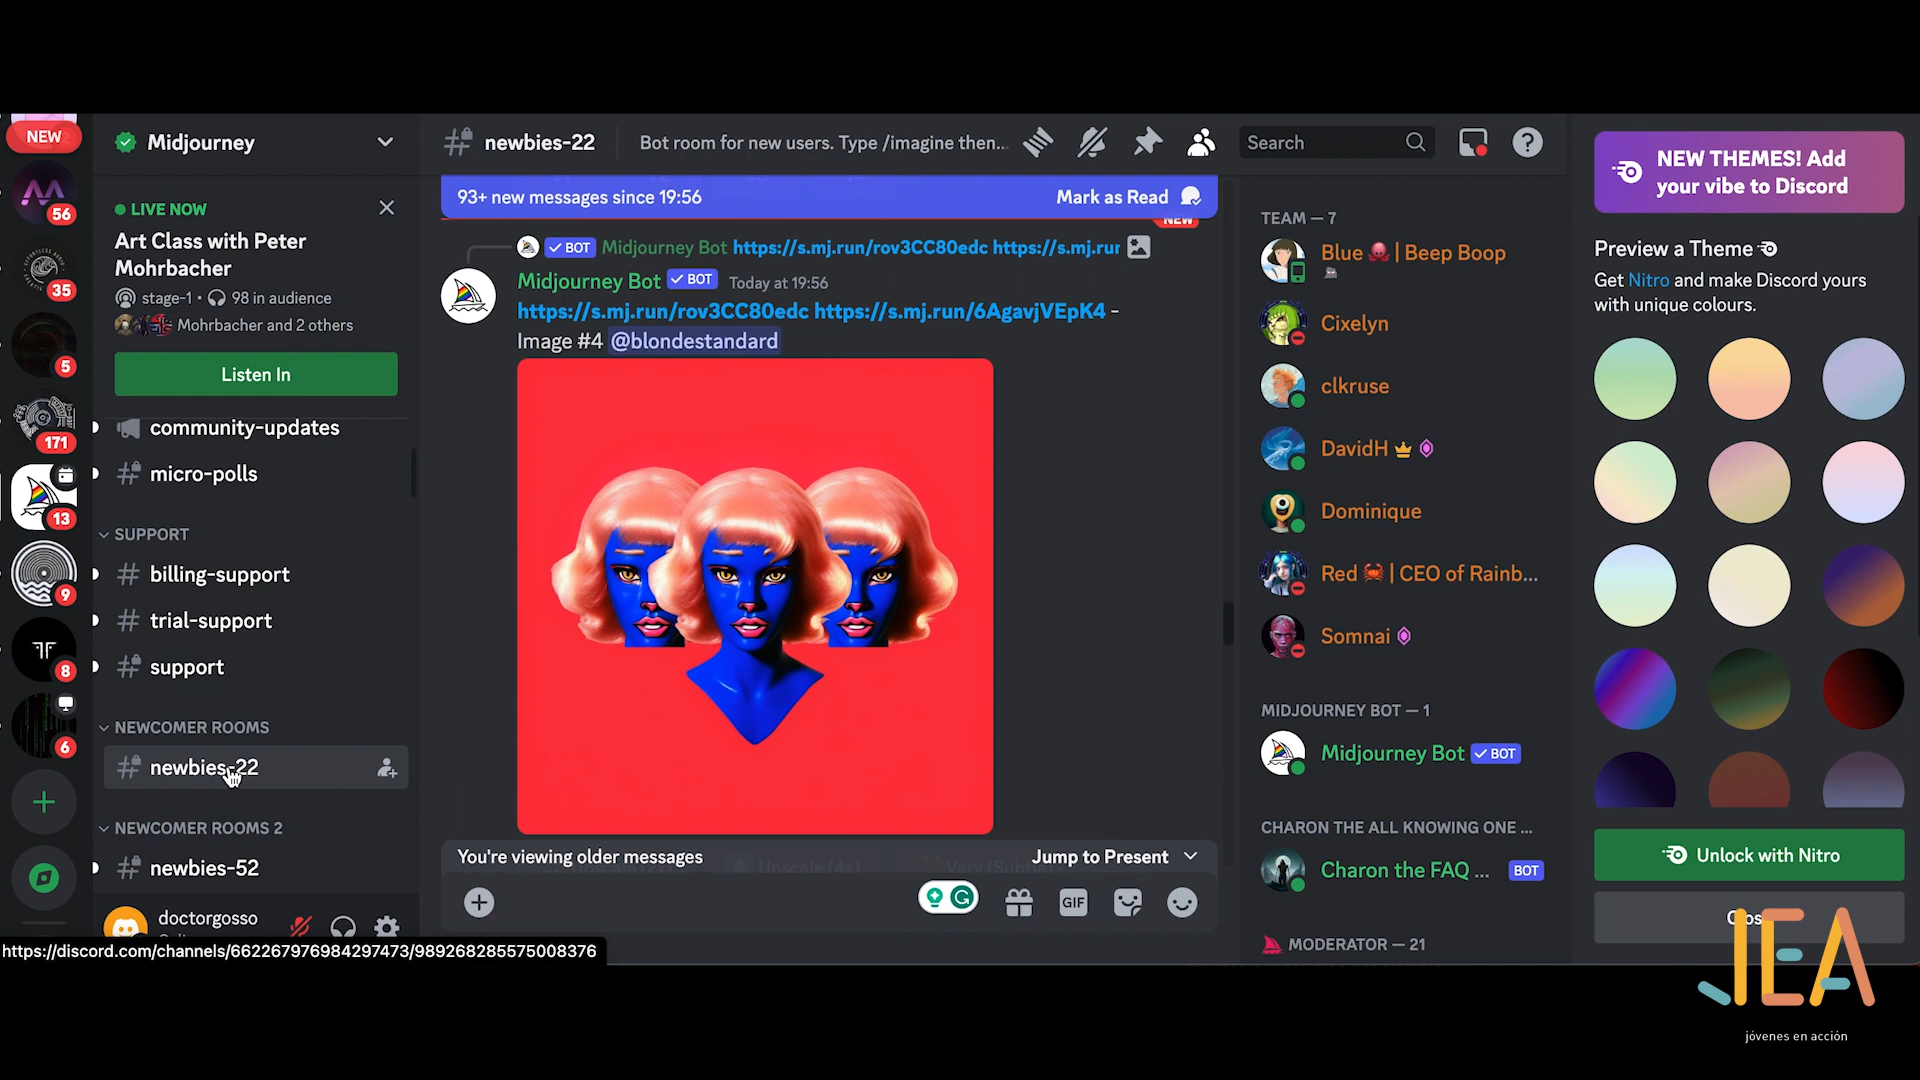 NEW
56
35
5
171
13
9
8
6
Midjourney
LIVE NOW
Art Class with Peter
Mohrbacher
stage-1 • 98 in audience
Mohrbacher and 2 others
Listen In
community-updates
micro-polls
SUPPORT
billing-support
trial-support
support
NEWCOMER ROOMS
newbies-22
NEWCOMER ROOMS 2
newbies-52
doctorgosso
https://discord.com/channels/662267976984297473/989268285575008376
newbies-22
Bot room for new users. Type /imagine then...
Search
93+ new messages since 19:56
Mark as Read
NEW
BOT Midjourney Bot https://s.mj.run/rov3CC80edc https://s.mj.rur
Midjourney Bot BOT Today at 19:56
https://s.mj.run/rov3CC80edc https://s.mj.run/6AgavjVEpK4 -
Image #4 @blondestandard
You're viewing older messages
Jump to Present
GIF
TEAM — 7
Blue | Beep Boop
Cixelyn
clkruse
DavidH
Dominique
Red | CEO of Rainb...
Somnai
MIDJOURNEY BOT — 1
Midjourney Bot BOT
CHARON THE ALL KNOWING ONE ...
Charon the FAQ ... BOT
MODERATOR — 21
NEW THEMES! Add
your vibe to Discord
Preview a Theme
Get Nitro and make Discord yours
with unique colours.
Unlock with Nitro
JEA
jóvenes en acción